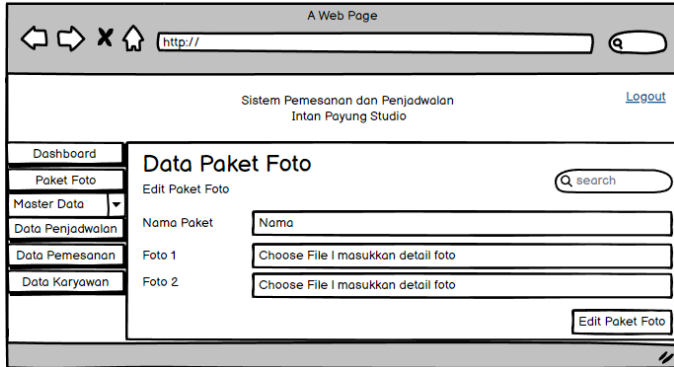 A Web Page
http://
Sistem Pemesanan dan Penjadwalan
Intan Payung Studio
Logout
Dashboard
Paket Foto
Master Data
Data Penjadwalan
Data Pemesanan
Data Karyawan
Data Paket Foto
Edit Paket Foto
search
Nama Paket
Nama
Foto 1
Choose File I masukkan detail foto
Foto 2
Choose File I masukkan detail foto
Edit Paket Foto